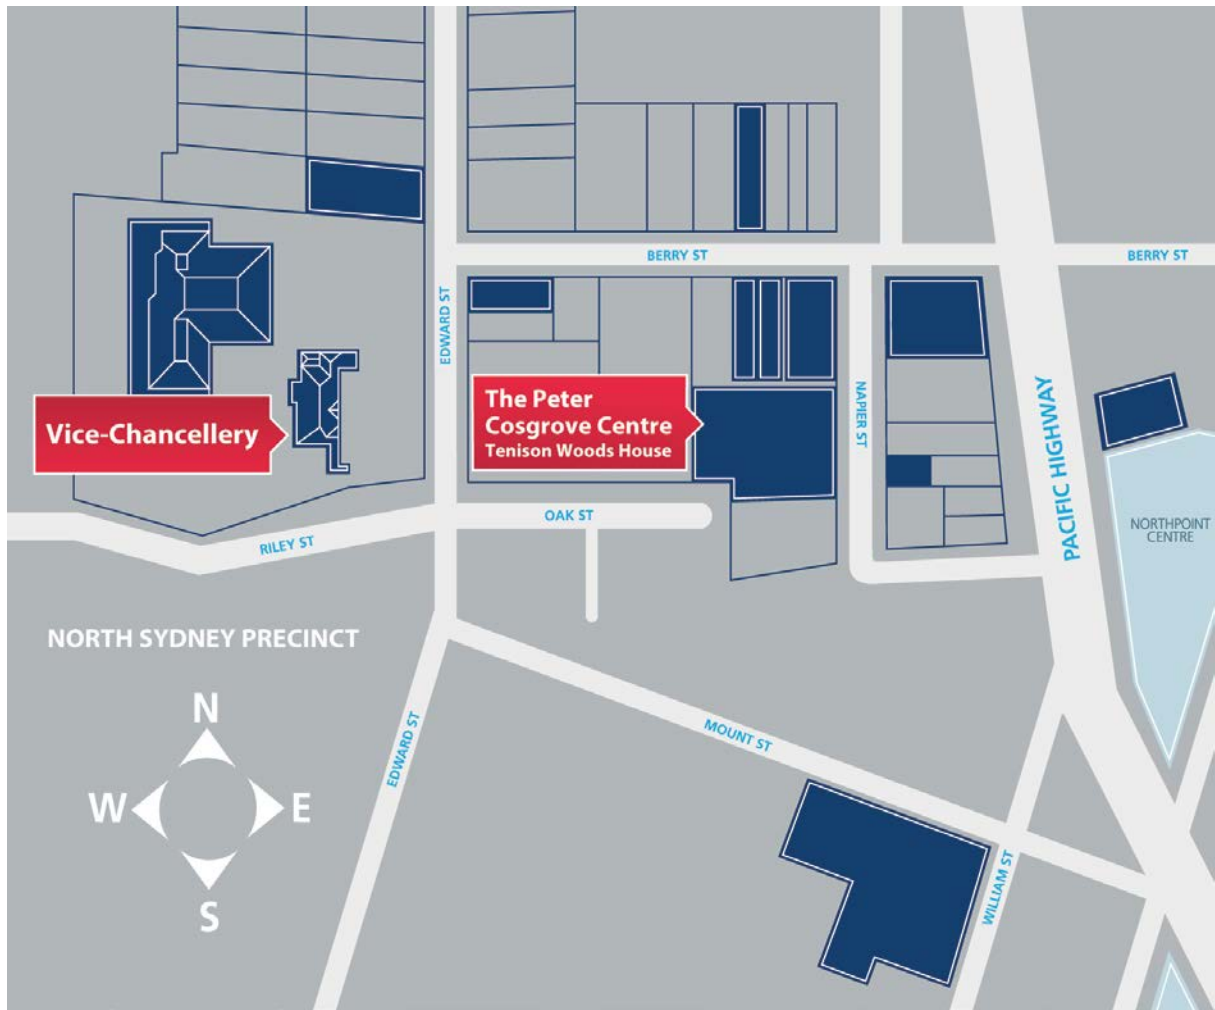 BERRY ST
BERRY ST
EDWARD ST
Vice-Chancellery
The Peter
Cosgrove Centre
Tenison Woods House
NAPIER ST
PACIFIC HIGHWAY
NORTHPOINT
CENTRE
OAK ST
RILEY ST
NORTH SYDNEY PRECINCT
N
W
E
S
EDWARD ST
MOUNT ST
WILLIAM ST